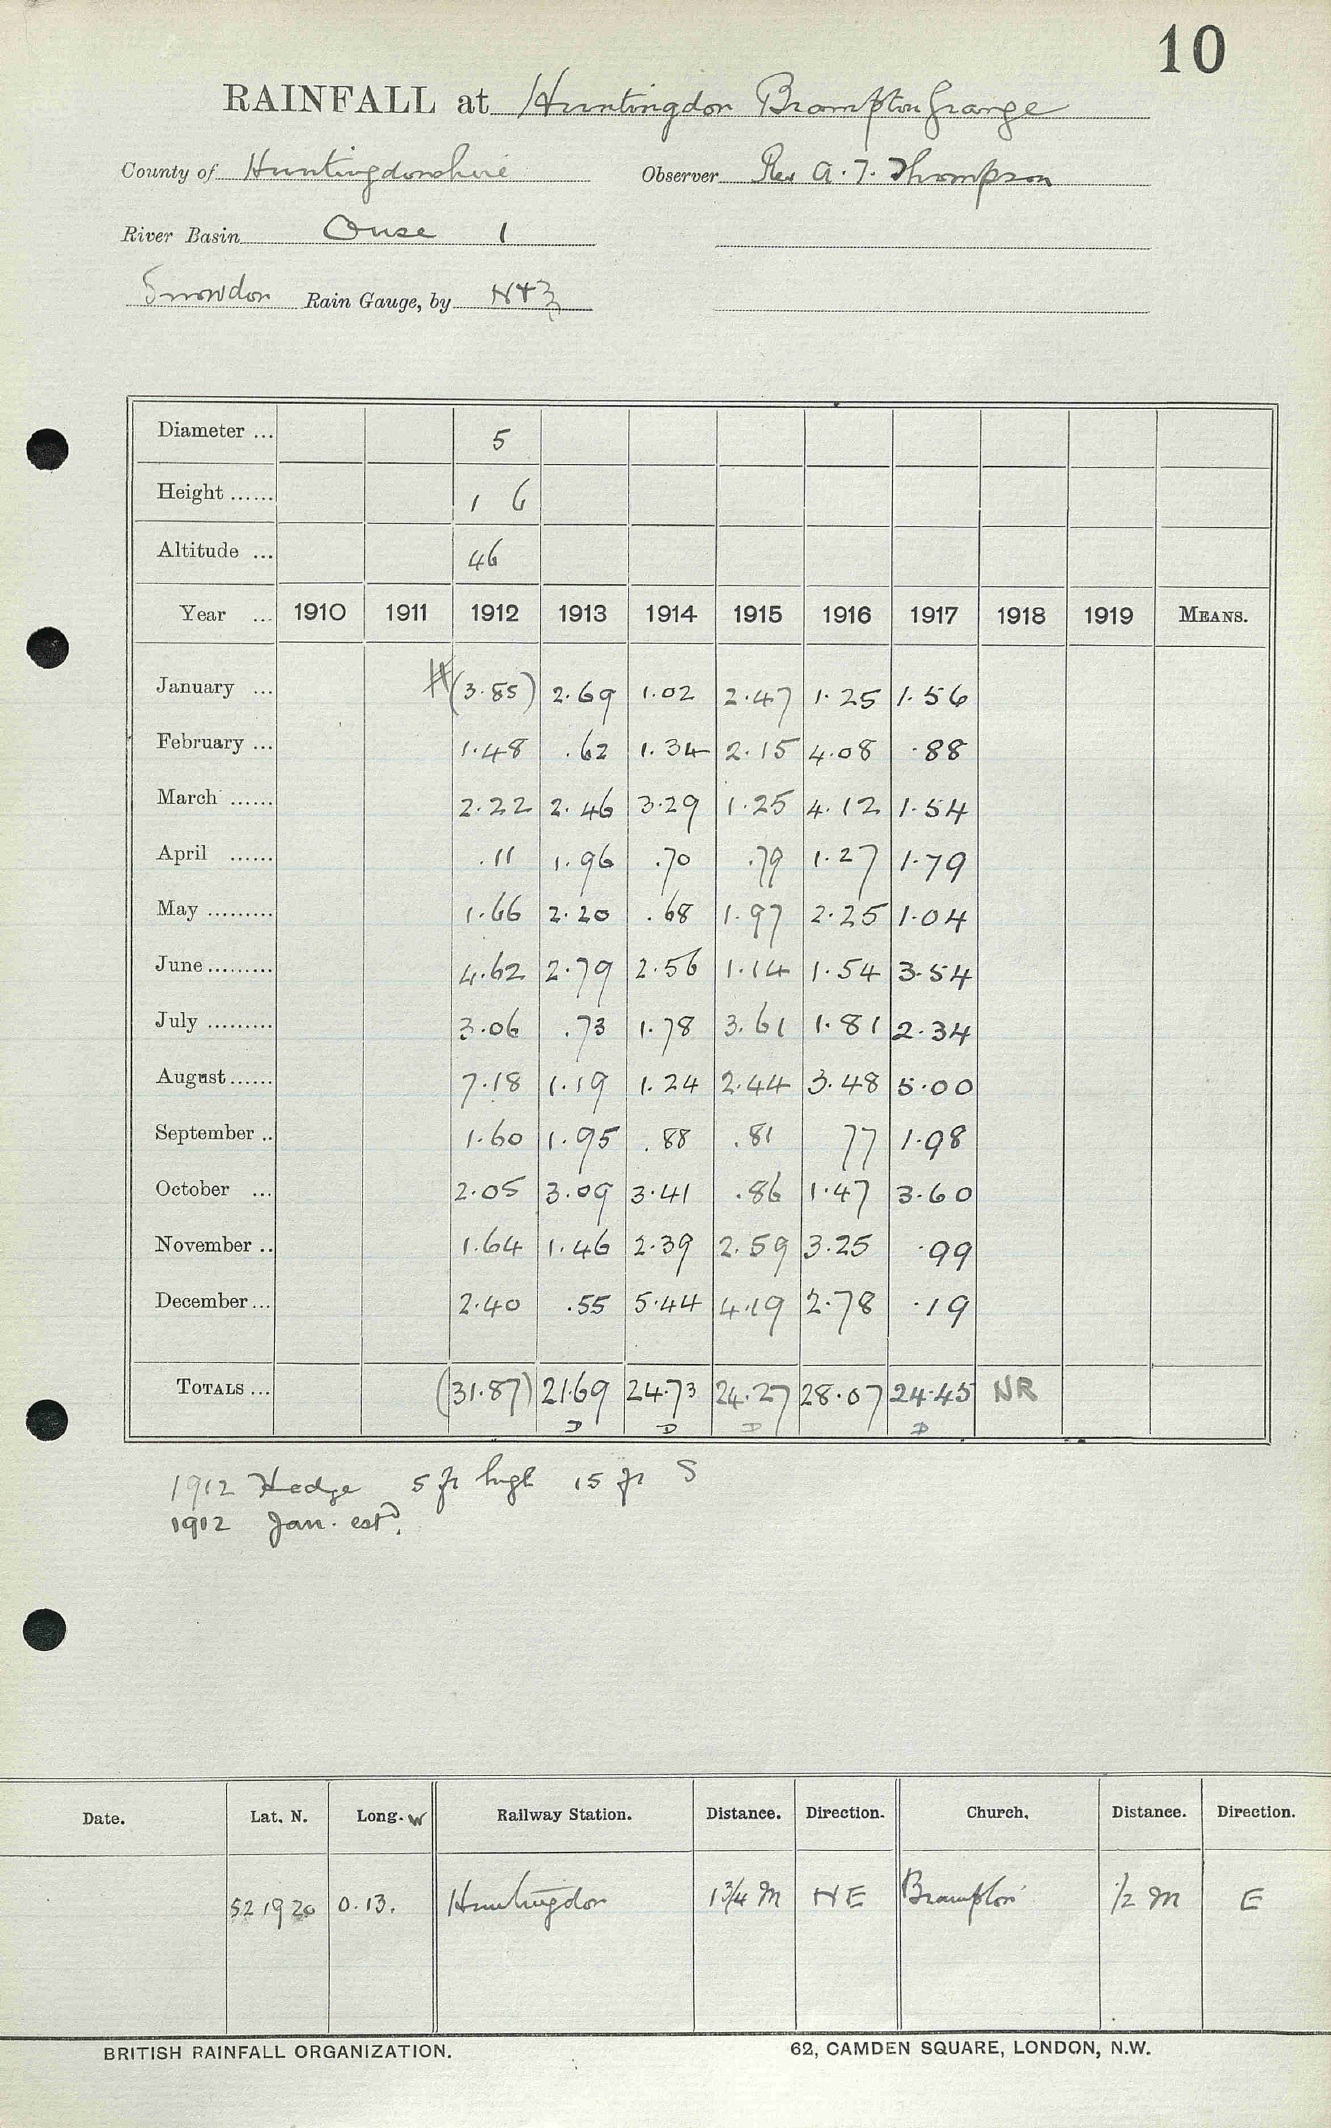 10
RAINFALL at Huntingdon Brampton Grange
County of Huntingdonshire Observer Rev A. T. Thompson
River Basin Ouse 1
Snowdon Rain Gauge, by N+Z
Diameter ... 5
Height ...... 1 6
Altitude ... 46
Year ... 1910 1911 1912 1913 1914 1915 1916 1917 1918 1919 MEANS.
January ... #(3.85) 2.69 1.02 2.47 1.25 1.56
February ... 1.48 .62 1.34 2.15 4.08 .88
March ...... 2.22 2.46 3.29 1.25 4.12 1.54
April ...... .11 1.96 .70 .79 1.27 1.79
May ......... 1.66 2.20 .68 1.97 2.25 1.04
June ......... 4.62 2.79 2.56 1.14 1.54 3.54
July ......... 3.06 .73 1.78 3.61 1.81 2.34
August ...... 7.18 1.19 1.24 2.44 3.48 5.00
September .. 1.60 1.95 .88 .81 77 1.98
October ... 2.05 3.09 3.41 .86 1.47 3.60
November .. 1.64 1.46 2.39 2.59 3.25 .99
December ... 2.40 .55 5.44 4.19 2.78 .19
TOTALS ... (31.87) 21.69 24.73 24.27 28.07 24.45 NR
D D D D
1912 Hedge 5 ft high 15 ft S
1912 Jan. estd.
Date. Lat. N. Long. W Railway Station. Distance. Direction. Church. Distance. Direction.
52 19 20 0.13. Huntingdon 1¾ M NE Brampton ½ M E
BRITISH RAINFALL ORGANIZATION. 62, CAMDEN SQUARE, LONDON, N.W.